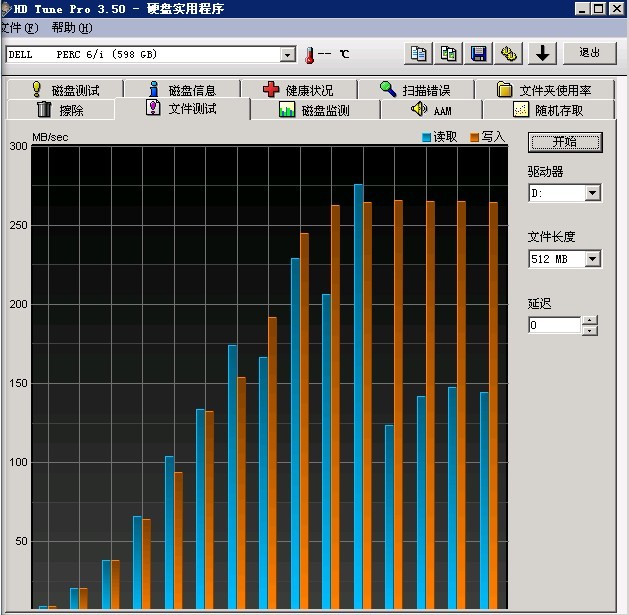 HD Tune Pro 3.50 - 硬盘实用程序
文件(F) 帮助(H)
DELL PERC 6/i (598 GB)
-- ℃
退出
磁盘测试 磁盘信息 健康状况 扫描错误 文件夹使用率
擦除 文件测试 磁盘监测 AAM 随机存取
MB/sec
读取 写入
300
250
200
150
100
50
开始
驱动器
D:
文件长度
512 MB
延迟
0